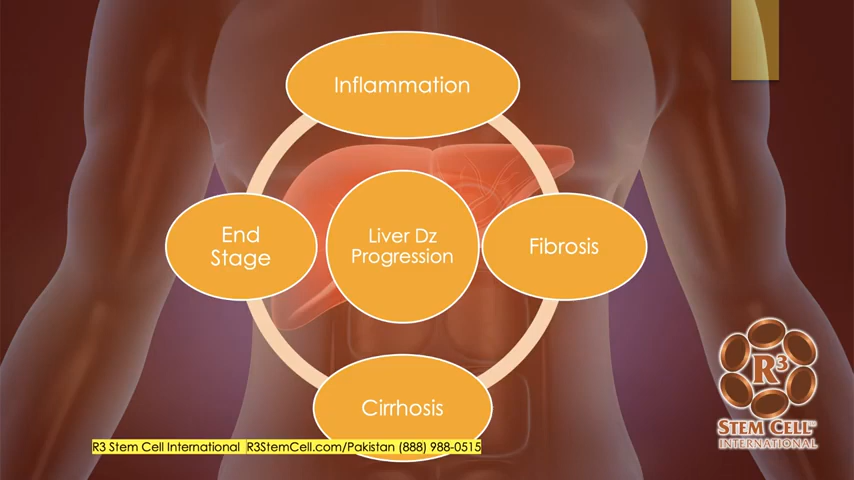 Inflammation
End
Stage
Liver Dz
Progression
Fibrosis
Cirrhosis
R3 Stem Cell International R3StemCell.com/Pakistan (888) 988-0515
R3
STEM CELL™
INTERNATIONAL